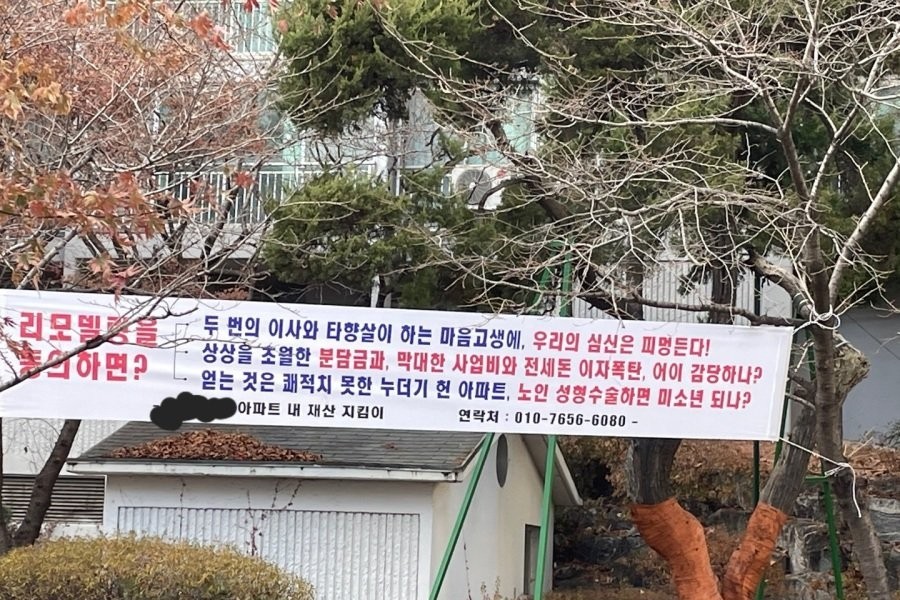 리모델링을
동의하면?
두 번의 이사와 타향살이 하는 마음고생에, 우리의 심신은 피멍든다!
상상을 초월한 분담금과, 막대한 사업비와 전세돈 이자폭탄, 어이 감당하나?
얻는 것은 쾌적치 못한 누더기 헌 아파트, 노인 성형수술하면 미소년 되나?
아파트 내 재산 지킴이 연락처 : 010-7656-6080 -